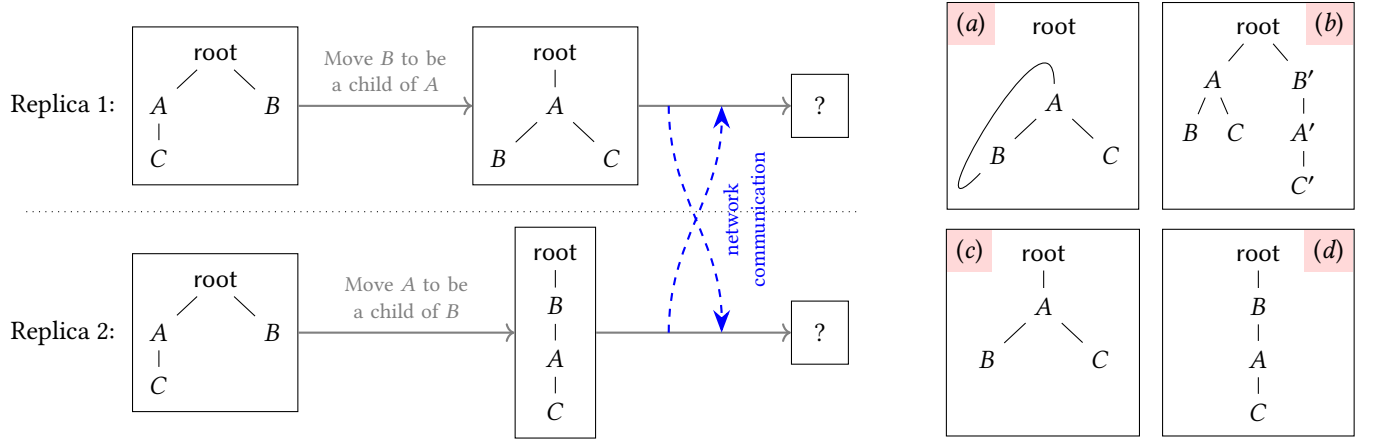 Replica 1:
root
A
B
C
Move B to be
a child of A
root
A
B
C
?
network
communication
Replica 2:
root
A
B
C
Move A to be
a child of B
root
B
A
C
?
(a)
root
A
B
C
(b)
root
A
B′
B
C
A′
C′
(c)
root
A
B
C
(d)
root
B
A
C